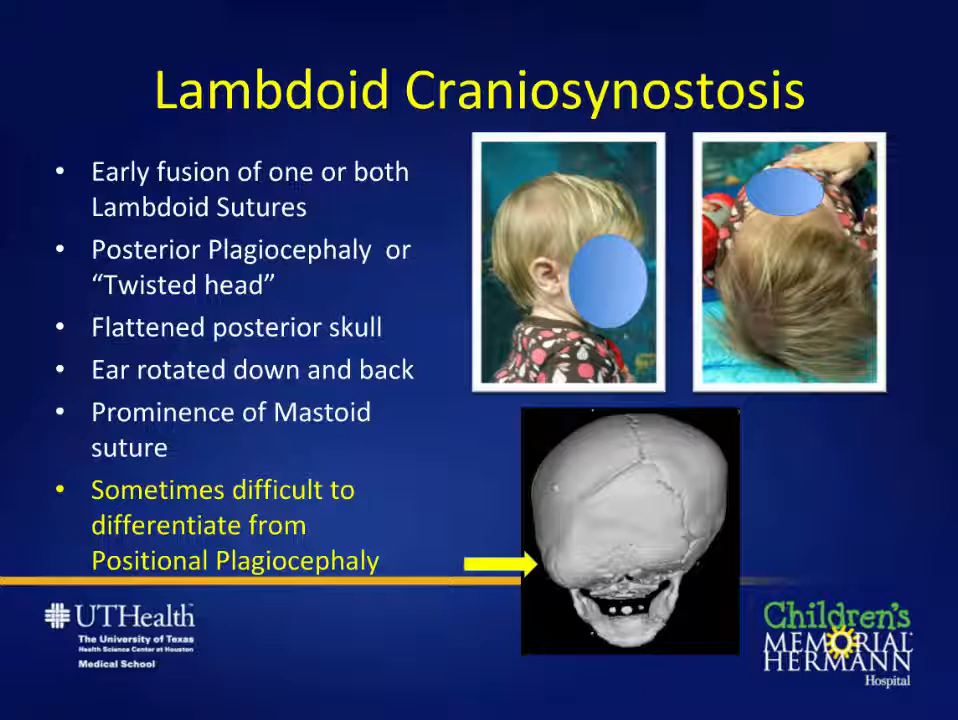 Lambdoid Craniosynostosis
• Early fusion of one or both
Lambdoid Sutures
• Posterior Plagiocephaly or
“Twisted head”
• Flattened posterior skull
• Ear rotated down and back
• Prominence of Mastoid
suture
• Sometimes difficult to
differentiate from
Positional Plagiocephaly
UTHealth™
The University of Texas
Health Science Center at Houston
Medical School
Children's
MEMORIAL
HERMANN
Hospital